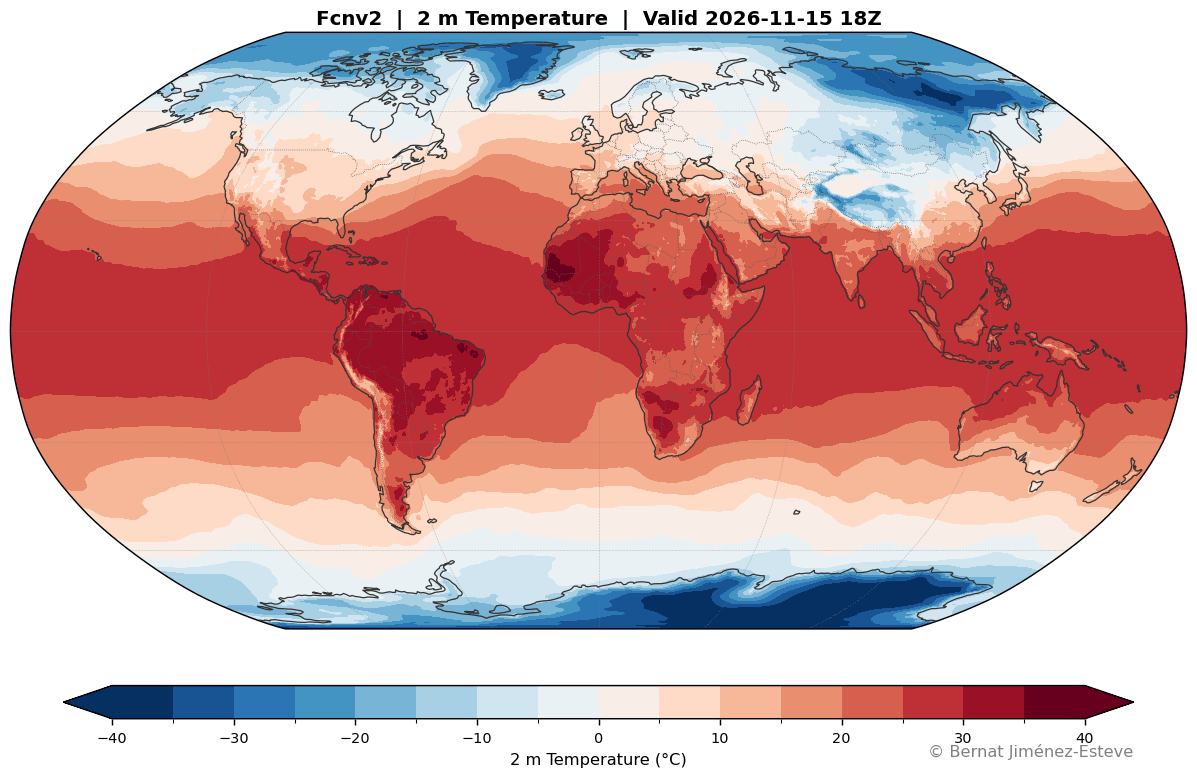 Fcnv2 | 2 m Temperature | Valid 2026-11-15 18Z
−40 −30 −20 −10 0 10 20 30 40
2 m Temperature (°C)
© Bernat Jiménez-Esteve